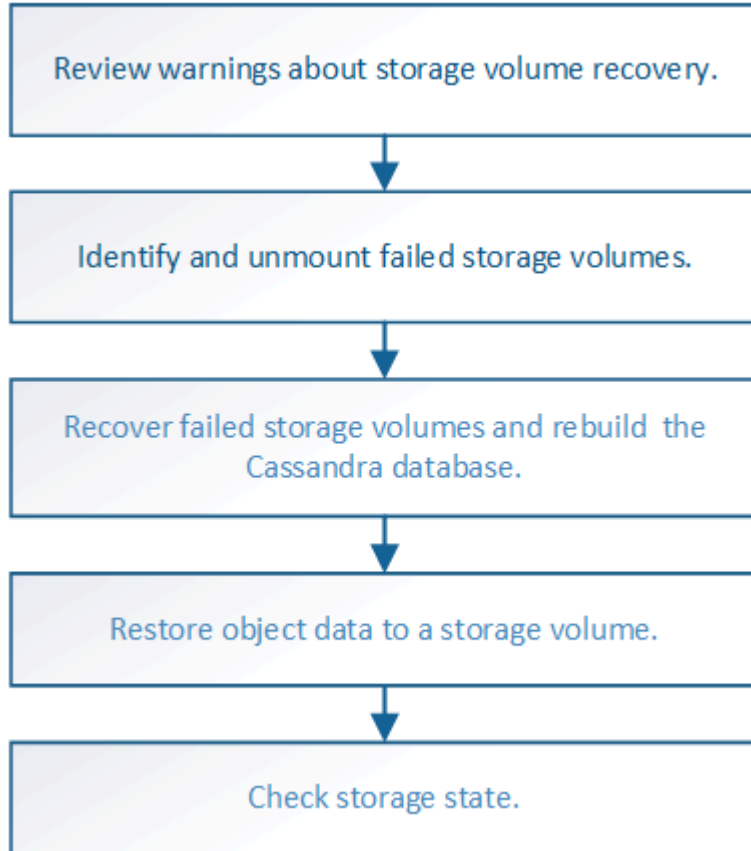 Review warnings about storage volume recovery.
Identify and unmount failed storage volumes.
Recover failed storage volumes and rebuild the
Cassandra database.
Restore object data to a storage volume.
Check storage state.